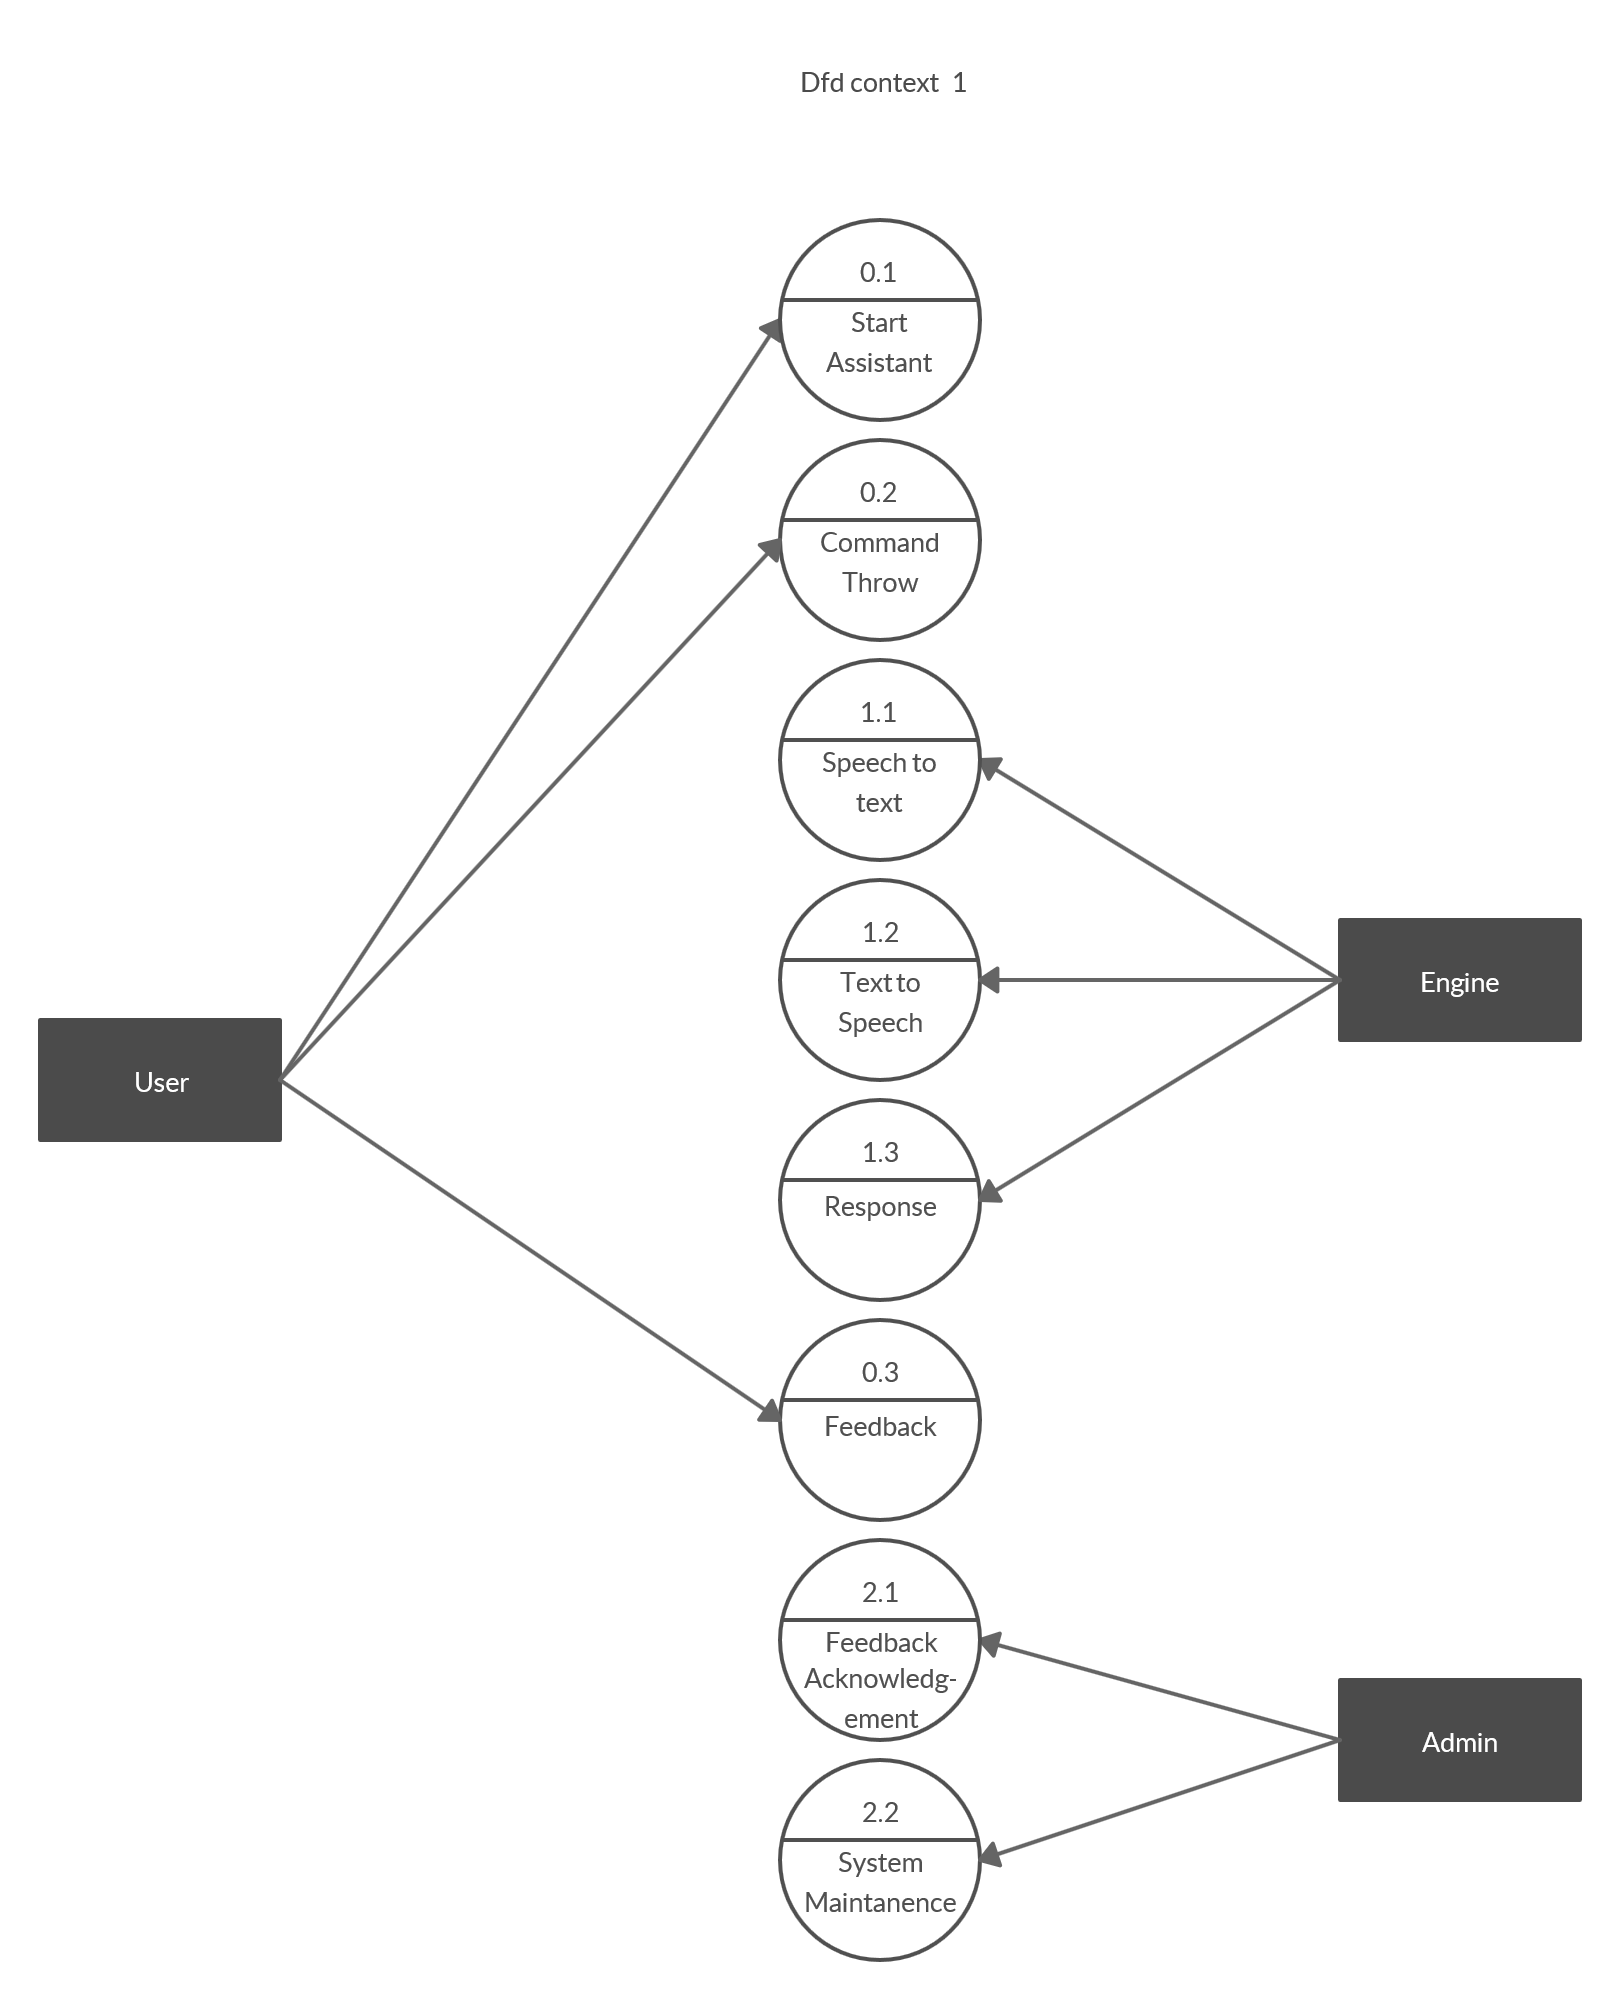 Dfd context 1
0.1
Start
Assistant
0.2
Command
Throw
1.1
Speech to
text
1.2
Text to
Speech
Engine
User
1.3
Response
0.3
Feedback
2.1
Feedback
Acknowledg-
ement
Admin
2.2
System
Maintanence